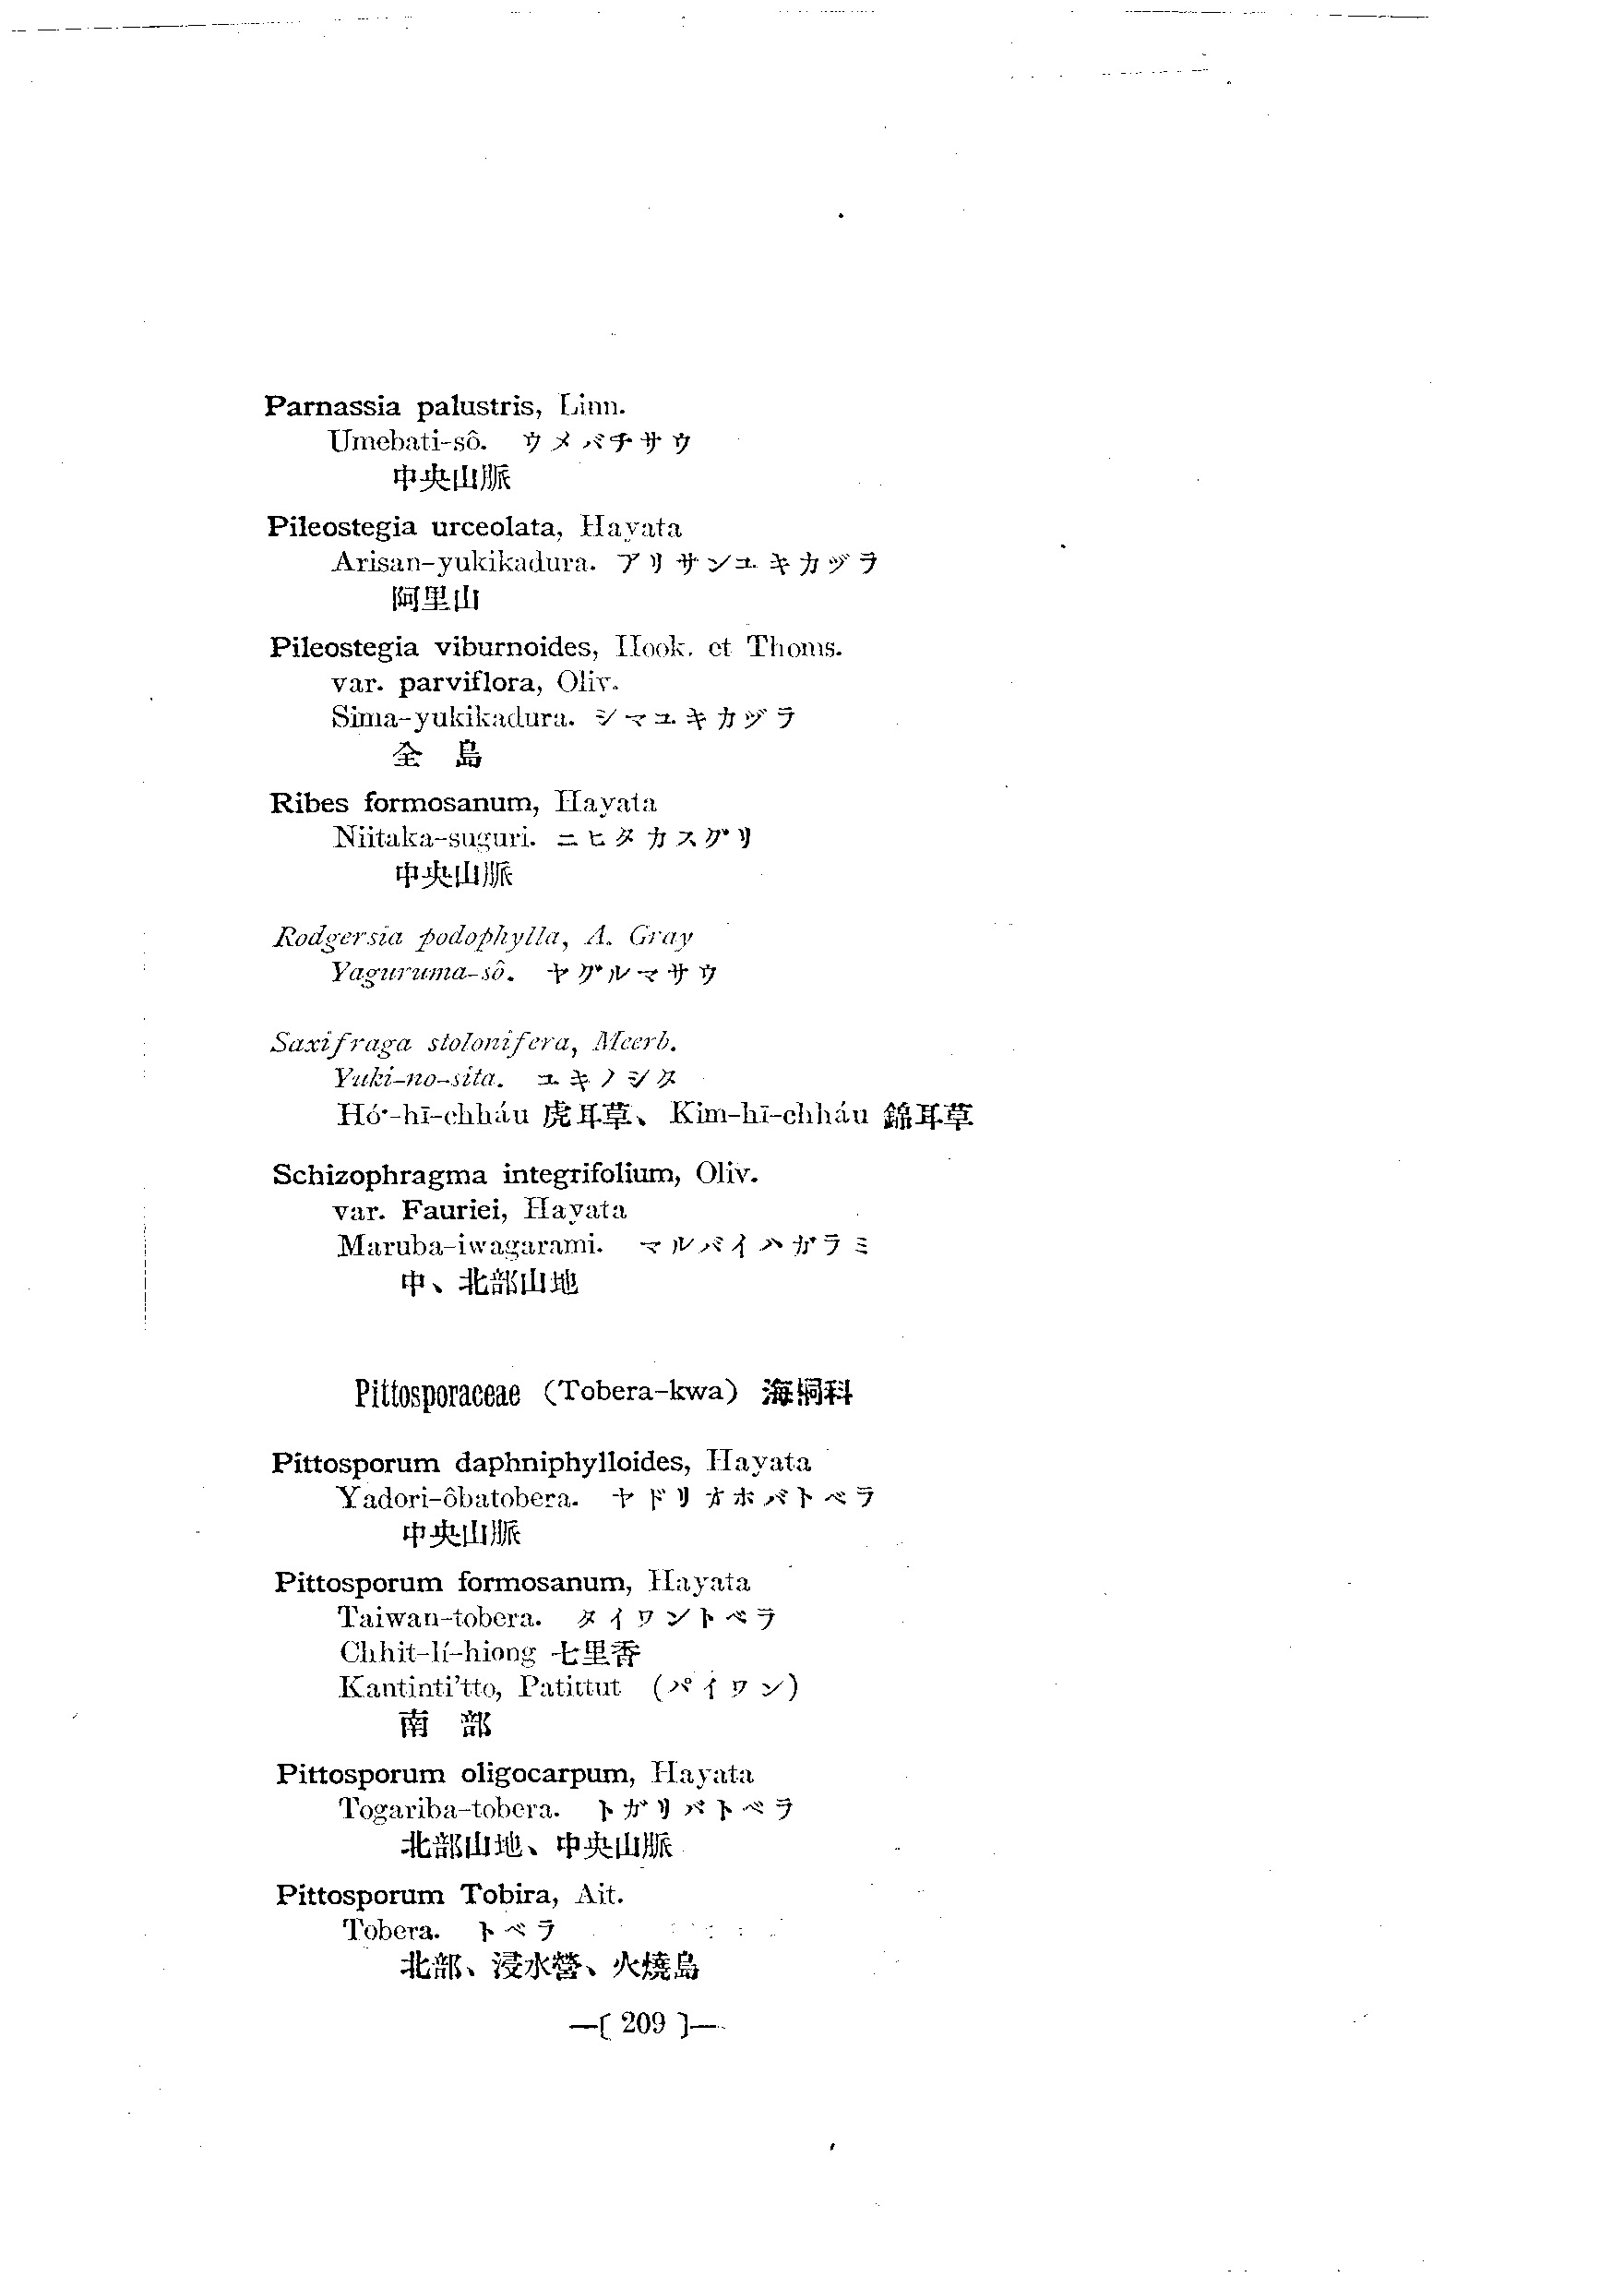 Parnassia palustris, Linn.
Umebati-sô. ウメバチサウ
中央山脈
Pileostegia urceolata, Hayata
Arisan-yukikadura. アリサンユキカヅラ
阿里山
Pileostegia viburnoides, Hook. et Thoms.
var. parviflora, Oliv.
Sima-yukikadura. シマユキカヅラ
全 島
Ribes formosanum, Hayata
Niitaka-suguri. ニヒタカスグリ
中央山脈
Rodgersia podophylla, A. Gray
Yaguruma-sô. ヤグルマサウ
Saxifraga stolonifera, Meerb.
Yuki-no-sita. ユキノシタ
Hó͘-hī-chháu 虎耳草、Kim-hī-chháu 錦耳草
Schizophragma integrifolium, Oliv.
var. Fauriei, Hayata
Maruba-iwagarami. マルバイハガラミ
中、北部山地
Pittosporaceae (Tobera-kwa) 海桐科
Pittosporum daphniphylloides, Hayata
Yadori-ôbatobera. ヤドリオホバトベラ
中央山脈
Pittosporum formosanum, Hayata
Taiwan-tobera. タイワントベラ
Chhit-lí-hiong 七里香
Kantinti'tto, Patittut (パイワン)
南 部
Pittosporum oligocarpum, Hayata
Togariba-tobera. トガリバトベラ
北部山地、中央山脈
Pittosporum Tobira, Ait.
Tobera. トベラ
北部、浸水營、火燒島
—[ 209 ]—